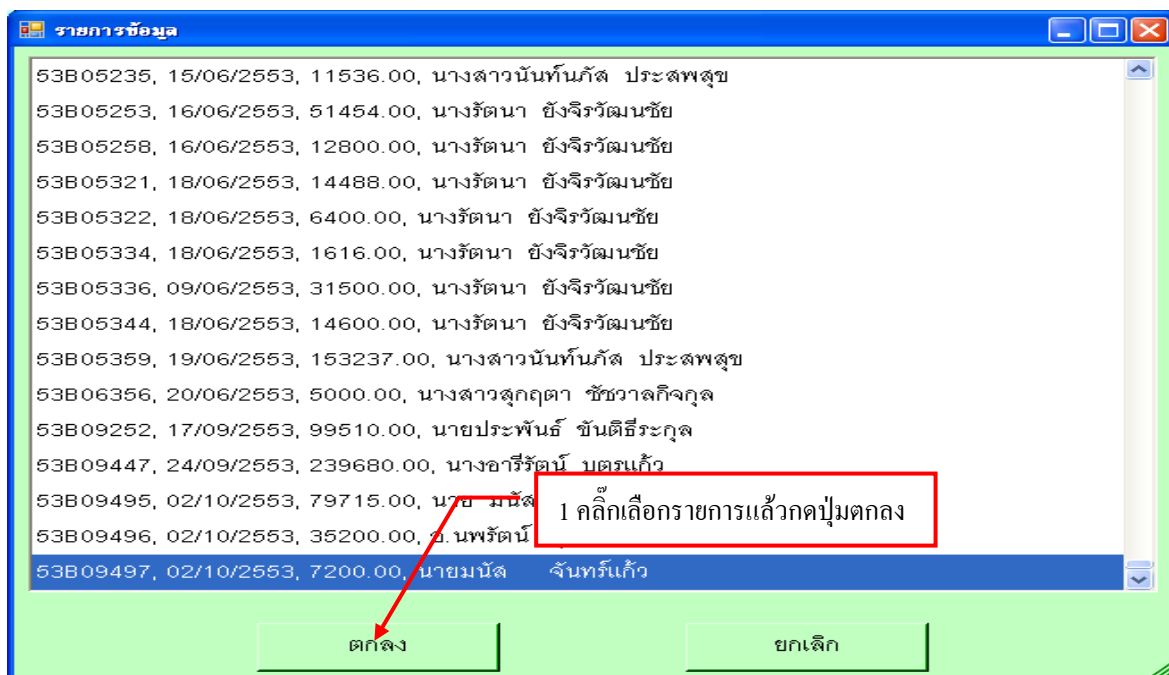 รายการข้อมูล
53B05235, 15/06/2553, 11536.00, นางสาวนันท์นภัส ประสพสุข
53B05253, 16/06/2553, 51454.00, นางรัตนา ยังจิรวัฒนชัย
53B05258, 16/06/2553, 12800.00, นางรัตนา ยังจิรวัฒนชัย
53B05321, 18/06/2553, 14488.00, นางรัตนา ยังจิรวัฒนชัย
53B05322, 18/06/2553, 6400.00, นางรัตนา ยังจิรวัฒนชัย
53B05334, 18/06/2553, 1616.00, นางรัตนา ยังจิรวัฒนชัย
53B05336, 09/06/2553, 31500.00, นางรัตนา ยังจิรวัฒนชัย
53B05344, 18/06/2553, 14600.00, นางรัตนา ยังจิรวัฒนชัย
53B05359, 19/06/2553, 153237.00, นางสาวนันท์นภัส ประสพสุข
53B06356, 20/06/2553, 5000.00, นางสาวสุกฤตา ชัชวาลกิจกุล
53B09252, 17/09/2553, 99510.00, นายประพันธ์ ขันติธีระกุล
53B09447, 24/09/2553, 239680.00, นางอารีรัตน์ บุตรแก้ว
53B09495, 02/10/2553, 79715.00, นาย มนัส
53B09496, 02/10/2553, 35200.00, อ.นพรัตน์
1 คลิ๊กเลือกรายการแล้วกดปุ่มตกลง
53B09497, 02/10/2553, 7200.00, นายมนัส จันทร์แก้ว
ตกลง ยกเลิก